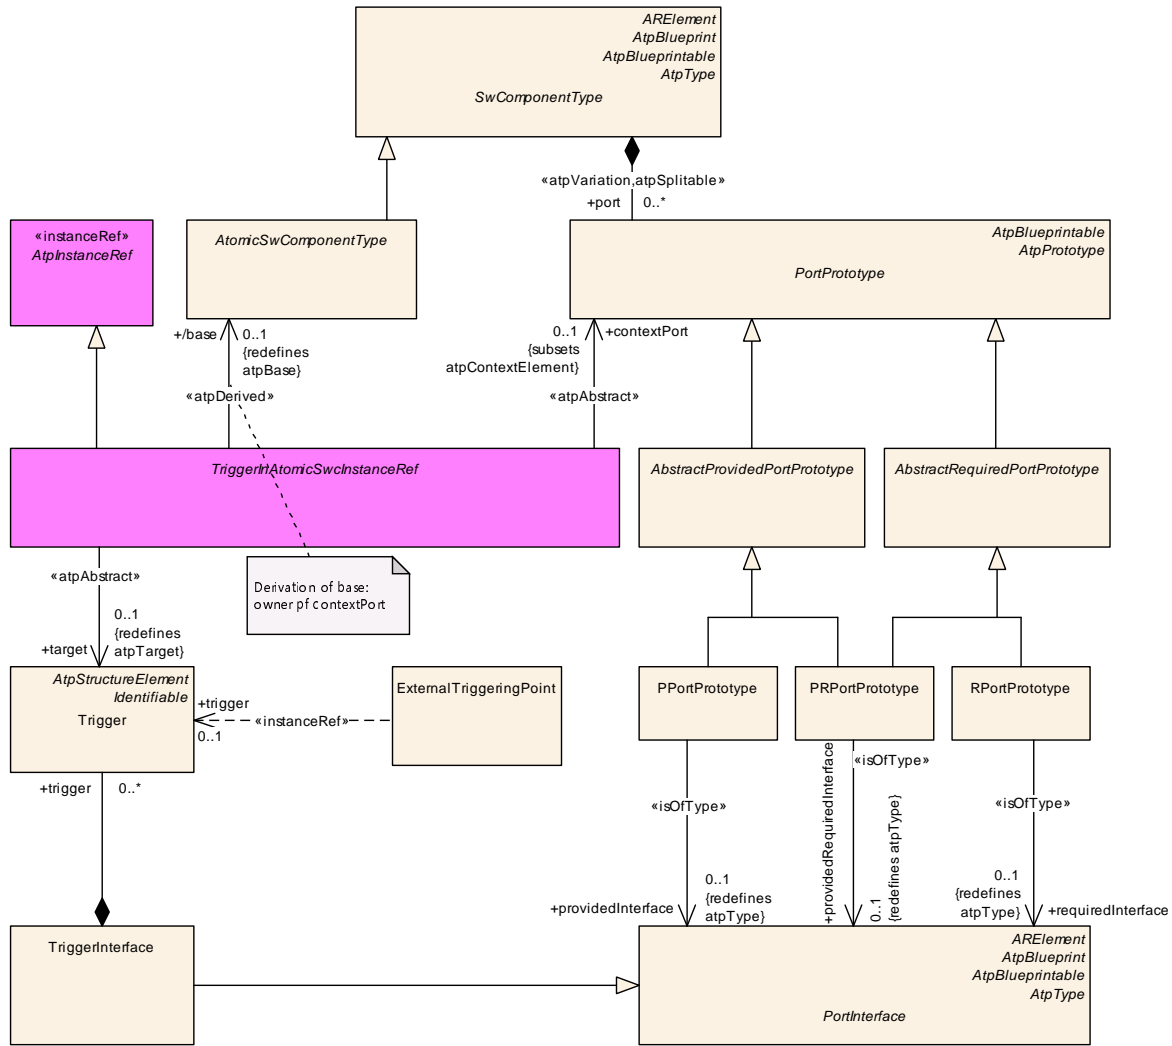 ARElement
AtpBlueprint
AtpBlueprintable
AtpType
SwComponentType
«atpVariation,atpSplitable»
+port 0..*
«instanceRef»
AtpInstanceRef
AtomicSwComponentType
AtpBlueprintable
AtpPrototype
PortPrototype
+/base 0..1
{redefines
atpBase}
«atpDerived»
0..1 +contextPort
{subsets
atpContextElement}
«atpAbstract»
TriggerInAtomicSwcInstanceRef
AbstractProvidedPortPrototype
AbstractRequiredPortPrototype
«atpAbstract»
0..1
{redefines
+target atpTarget}
Derivation of base:
owner pf contextPort
AtpStructureElement
Identifiable
Trigger
+trigger
«instanceRef»
0..1
ExternalTriggeringPoint
PPortPrototype
PRPortPrototype
RPortPrototype
+trigger 0..*
«isOfType»
«isOfType»
«isOfType»
0..1
{redefines
atpType}
+providedInterface
+providedRequiredInterface
0..1
{redefines atpType}
0..1
{redefines
atpType}
+requiredInterface
TriggerInterface
ARElement
AtpBlueprint
AtpBlueprintable
AtpType
PortInterface